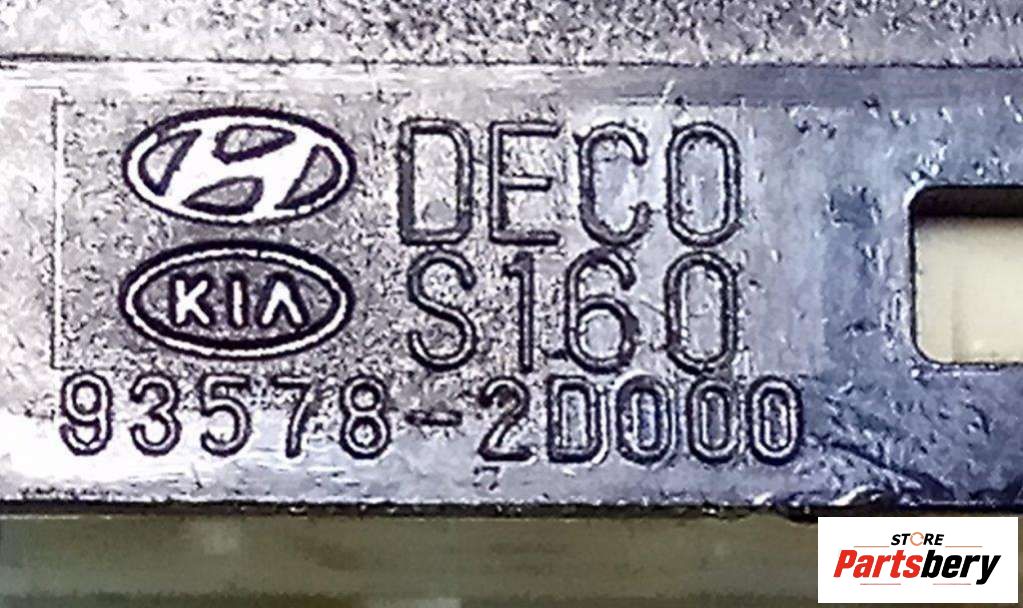 DECO
KIA
S160
93578-2D000
STORE
Partsbery